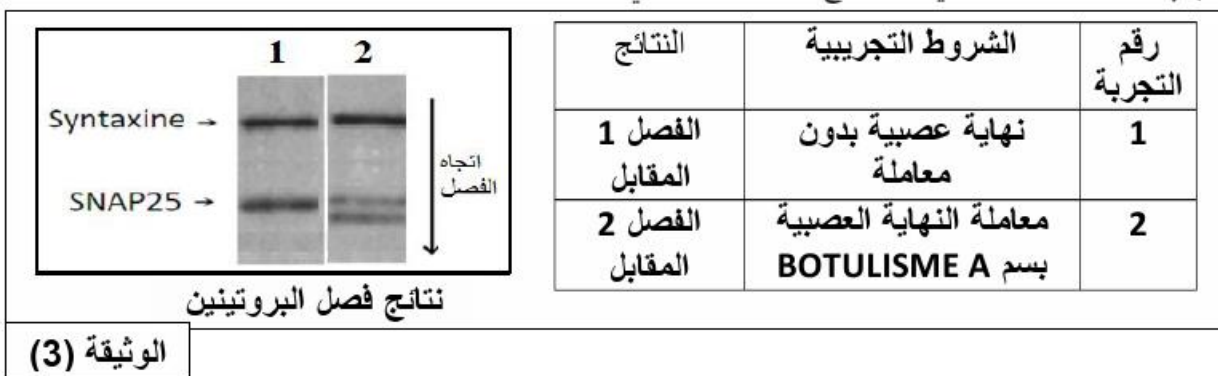 رقم التجربة	الشروط التجريبية	النتائج
1	نهاية عصبية بدون معاملة	الفصل 1 المقابل
2	معاملة النهاية العصبية بسم BOTULISME A	الفصل 2 المقابل
1 2
Syntaxine →
SNAP25 →
اتجاه
الفصل
نتائج فصل البروتينين
الوثيقة (3)